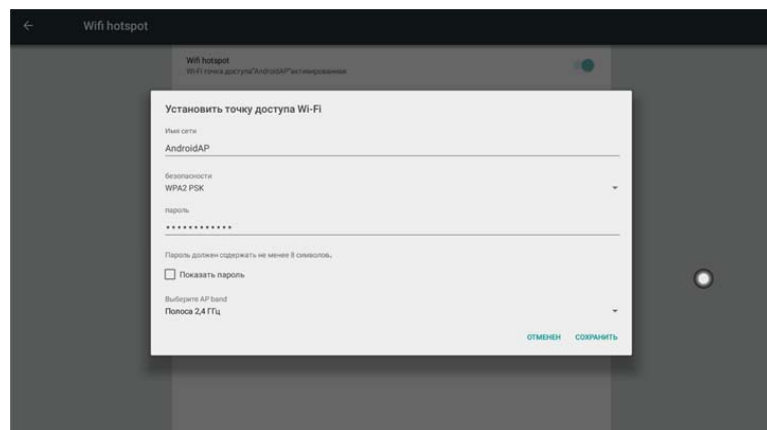 Wifi hotspot
Wifi hotspot
Wi-Fi точка доступа"AndroidAP"активированная
Установить точку доступа Wi-Fi
Имя сети
AndroidAP
безопасности
WPA2 PSK
пароль
••••••••••••
Пароль должен содержать не менее 8 символов。
Показать пароль
Выберите AP band
Полоса 2,4 ГГц
ОТМЕНЕН СОХРАНИТЬ